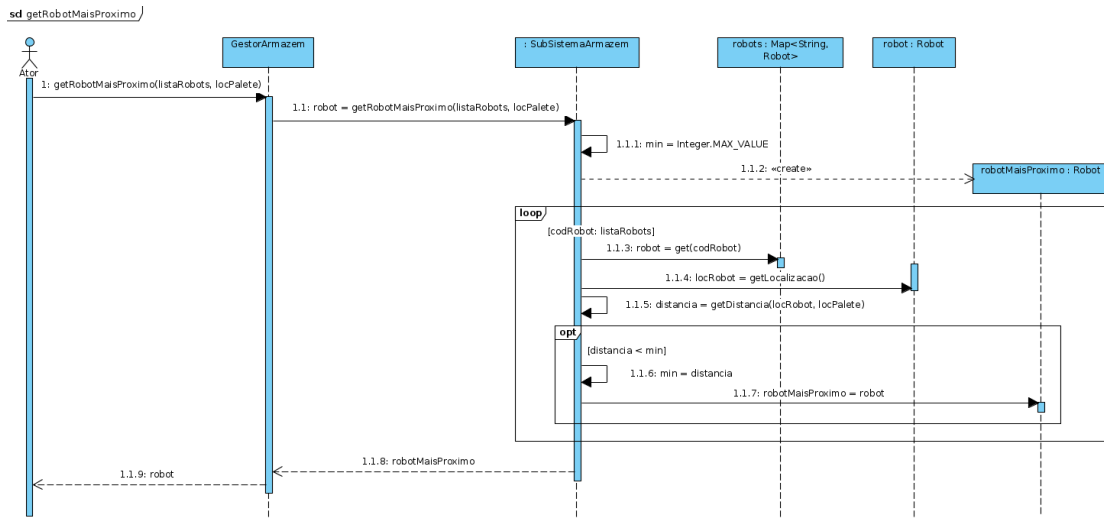 sd getRobotMaisProximo
GestorArmazem
: SubSistemaArmazem
robots : Map<String,
Robot>
robot : Robot
Ator
1: getRobotMaisProximo(listaRobots, locPalete)
1.1: robot = getRobotMaisProximo(listaRobots, locPalete)
1.1.1: min = Integer.MAX_VALUE
1.1.2: «create»
robotMaisProximo : Robot
loop
[codRobot: listaRobots]
1.1.3: robot = get(codRobot)
1.1.4: locRobot = getLocalizacao()
1.1.5: distancia = getDistancia(locRobot, locPalete)
opt
[distancia < min]
1.1.6: min = distancia
1.1.7: robotMaisProximo = robot
1.1.8: robotMaisProximo
1.1.9: robot